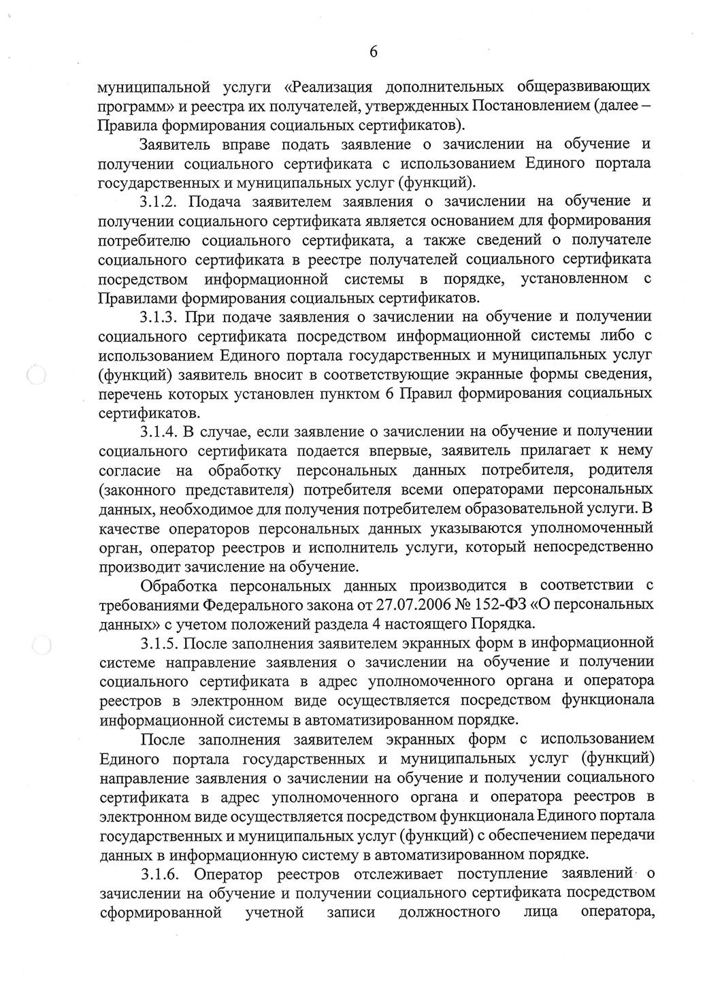 6
муниципальной услуги «Реализация дополнительных общеразвивающих
программ» и реестра их получателей, утвержденных Постановлением (далее –
Правила формирования социальных сертификатов).
Заявитель вправе подать заявление о зачислении на обучение и
получении социального сертификата с использованием Единого портала
государственных и муниципальных услуг (функций).
3.1.2. Подача заявителем заявления о зачислении на обучение и
получении социального сертификата является основанием для формирования
потребителю социального сертификата, а также сведений о получателе
социального сертификата в реестре получателей социального сертификата
посредством информационной системы в порядке, установленном с
Правилами формирования социальных сертификатов.
3.1.3. При подаче заявления о зачислении на обучение и получении
социального сертификата посредством информационной системы либо с
использованием Единого портала государственных и муниципальных услуг
(функций) заявитель вносит в соответствующие экранные формы сведения,
перечень которых установлен пунктом 6 Правил формирования социальных
сертификатов.
3.1.4. В случае, если заявление о зачислении на обучение и получении
социального сертификата подается впервые, заявитель прилагает к нему
согласие на обработку персональных данных потребителя, родителя
(законного представителя) потребителя всеми операторами персональных
данных, необходимое для получения потребителем образовательной услуги. В
качестве операторов персональных данных указываются уполномоченный
орган, оператор реестров и исполнитель услуги, который непосредственно
производит зачисление на обучение.
Обработка персональных данных производится в соответствии с
требованиями Федерального закона от 27.07.2006 № 152-ФЗ «О персональных
данных» с учетом положений раздела 4 настоящего Порядка.
3.1.5. После заполнения заявителем экранных форм в информационной
системе направление заявления о зачислении на обучение и получении
социального сертификата в адрес уполномоченного органа и оператора
реестров в электронном виде осуществляется посредством функционала
информационной системы в автоматизированном порядке.
После заполнения заявителем экранных форм с использованием
Единого портала государственных и муниципальных услуг (функций)
направление заявления о зачислении на обучение и получении социального
сертификата в адрес уполномоченного органа и оператора реестров в
электронном виде осуществляется посредством функционала Единого портала
государственных и муниципальных услуг (функций) с обеспечением передачи
данных в информационную систему в автоматизированном порядке.
3.1.6. Оператор реестров отслеживает поступление заявлений о
зачислении на обучение и получении социального сертификата посредством
сформированной учетной записи должностного лица оператора,